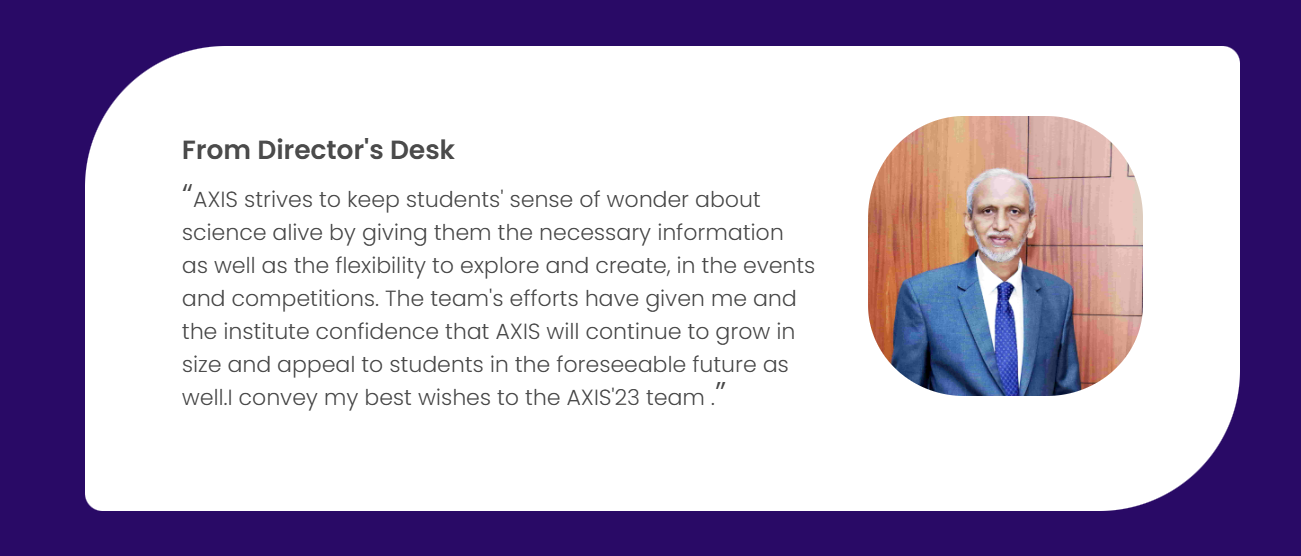 From Director's Desk
“AXIS strives to keep students' sense of wonder about
science alive by giving them the necessary information
as well as the flexibility to explore and create, in the events
and competitions. The team's efforts have given me and
the institute confidence that AXIS will continue to grow in
size and appeal to students in the foreseeable future as
well.I convey my best wishes to the AXIS'23 team .”